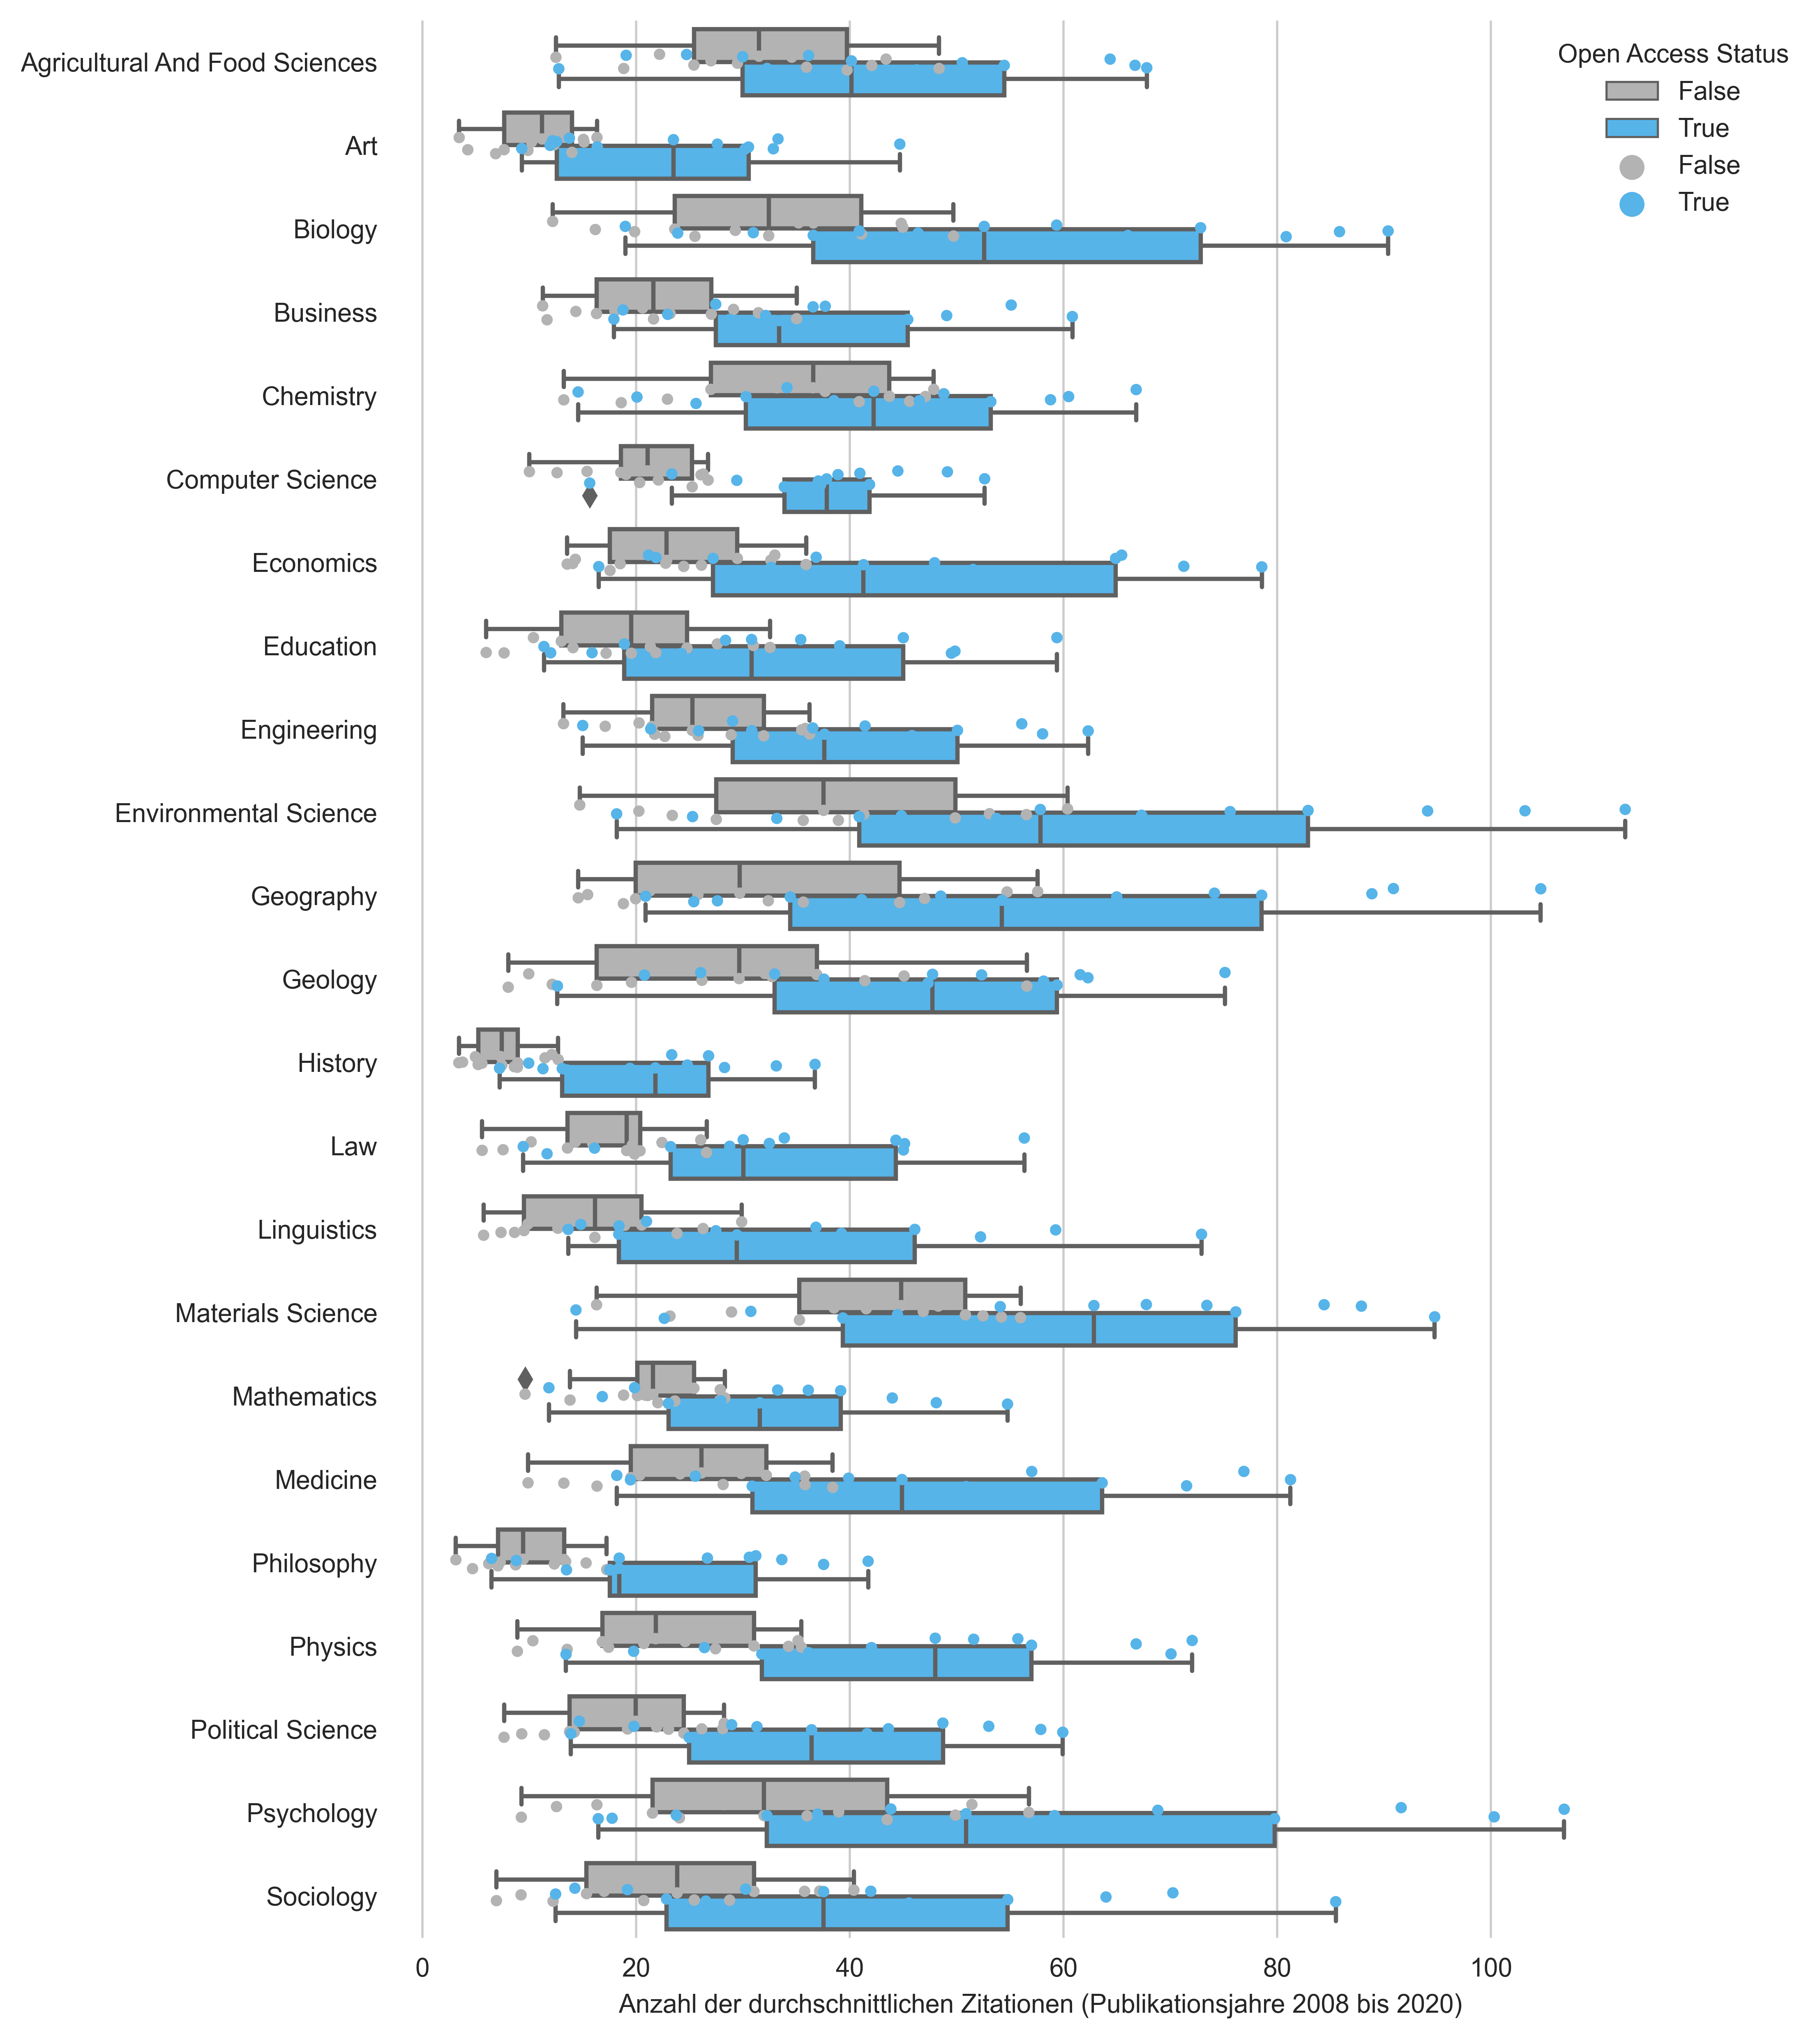 Open Access Status
False
True
False
True
Agricultural And Food Sciences
Art
Biology
Business
Chemistry
Computer Science
Economics
Education
Engineering
Environmental Science
Geography
Geology
History
Law
Linguistics
Materials Science
Mathematics
Medicine
Philosophy
Physics
Political Science
Psychology
Sociology
0 20 40 60 80 100
Anzahl der durchschnittlichen Zitationen (Publikationsjahre 2008 bis 2020)